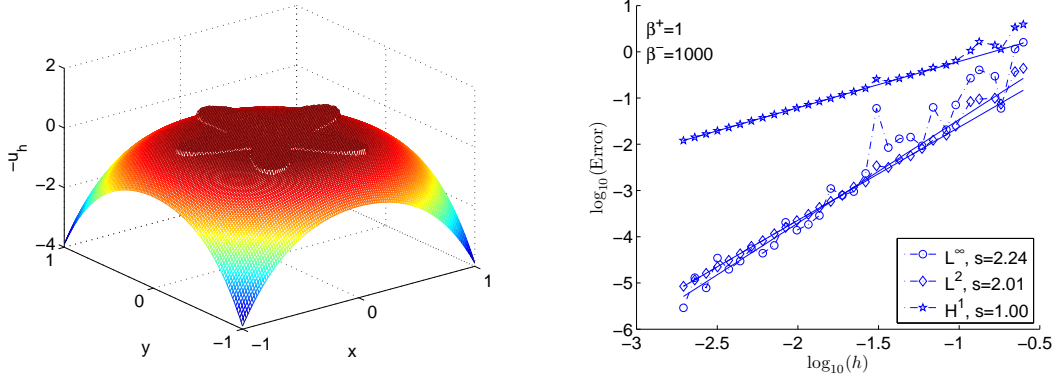 2
0
−2
−4
−u_h
1
0
−1
y
−1
0
1
x
β⁺=1
β⁻=1000
1
0
−1
−2
−3
−4
−5
−6
log₁₀(Error)
−3
−2.5
−2
−1.5
−1
−0.5
log₁₀(h)
L^∞, s=2.24
L², s=2.01
H¹, s=1.00